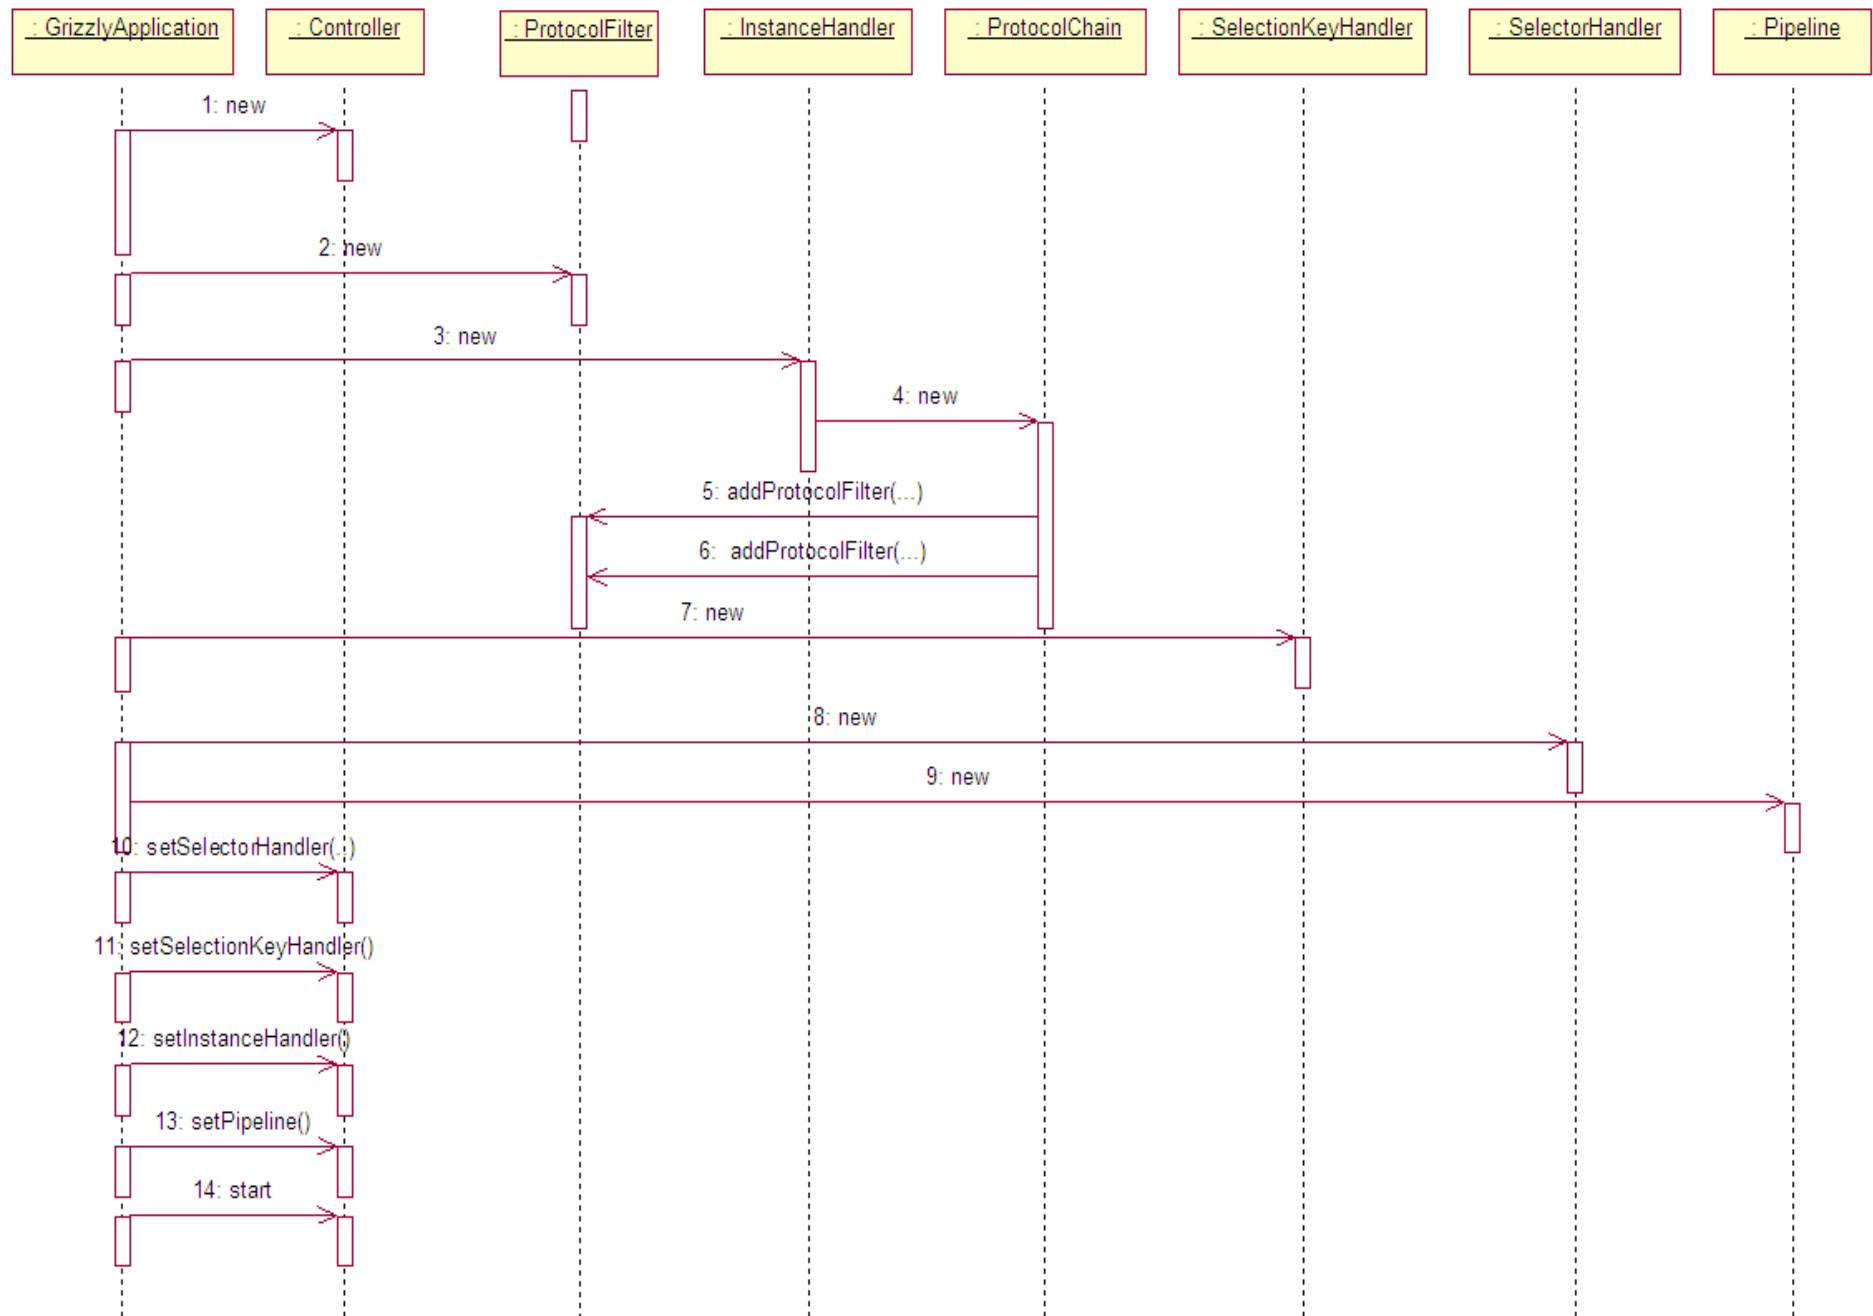 : GrizzlyApplication
: Controller
: ProtocolFilter
: InstanceHandler
: ProtocolChain
: SelectionKeyHandler
: SelectorHandler
: Pipeline
1: new
2: new
3: new
4: new
5: addProtocolFilter(...)
6: addProtocolFilter(...)
7: new
8: new
9: new
10: setSelectorHandler(..)
11: setSelectionKeyHandler()
12: setInstanceHandler()
13: setPipeline()
14: start